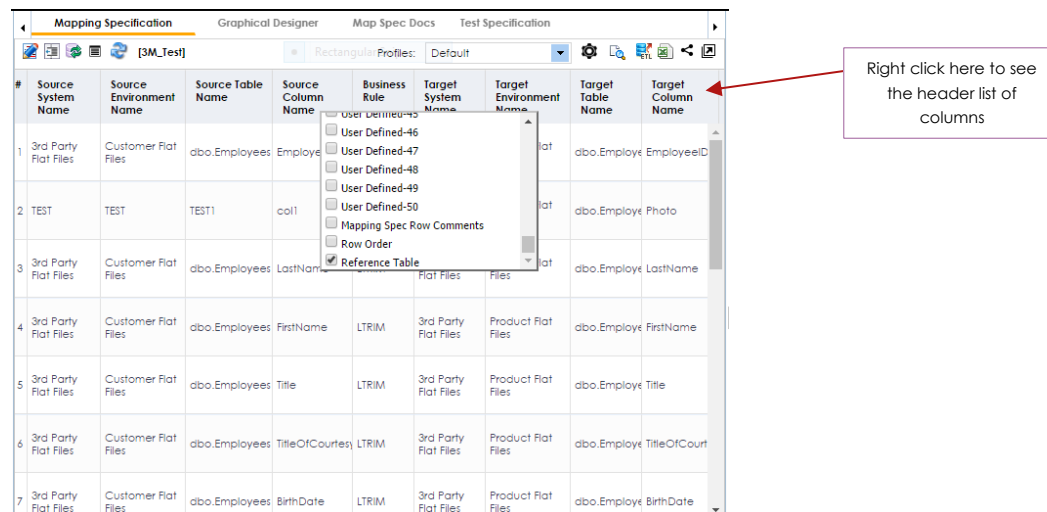 Mapping Specification Graphical Designer Map Spec Docs Test Specification
[3M_Test] Rectangular Profiles: Default ETL
Right click here to see
the header list of
columns
# Source System Name Source Environment Name Source Table Name Source Column Name Business Rule Target System Name Target Environment Name Target Table Name Target Column Name
User Defined-45
User Defined-46
User Defined-47
User Defined-48
User Defined-49
User Defined-50
Mapping Spec Row Comments
Row Order
Reference Table
1 3rd Party Flat Files Customer Flat Files dbo.Employees Employe lat dbo.Employe EmployeeID
2 TEST TEST TEST1 col1 lat dbo.Employe Photo
3 3rd Party Flat Files Customer Flat Files dbo.Employees LastName Flat Files lat Files dbo.Employe LastName
4 3rd Party Flat Files Customer Flat Files dbo.Employees FirstName LTRIM 3rd Party Flat Files Product Flat Files dbo.Employe FirstName
5 3rd Party Flat Files Customer Flat Files dbo.Employees Title LTRIM 3rd Party Flat Files Product Flat Files dbo.Employe Title
6 3rd Party Flat Files Customer Flat Files dbo.Employees TitleOfCourtesy LTRIM 3rd Party Flat Files Product Flat Files dbo.Employe TitleOfCourt
7 3rd Party Flat Files Customer Flat Files dbo.Employees BirthDate LTRIM 3rd Party Flat Files Product Flat Files dbo.Employe BirthDate